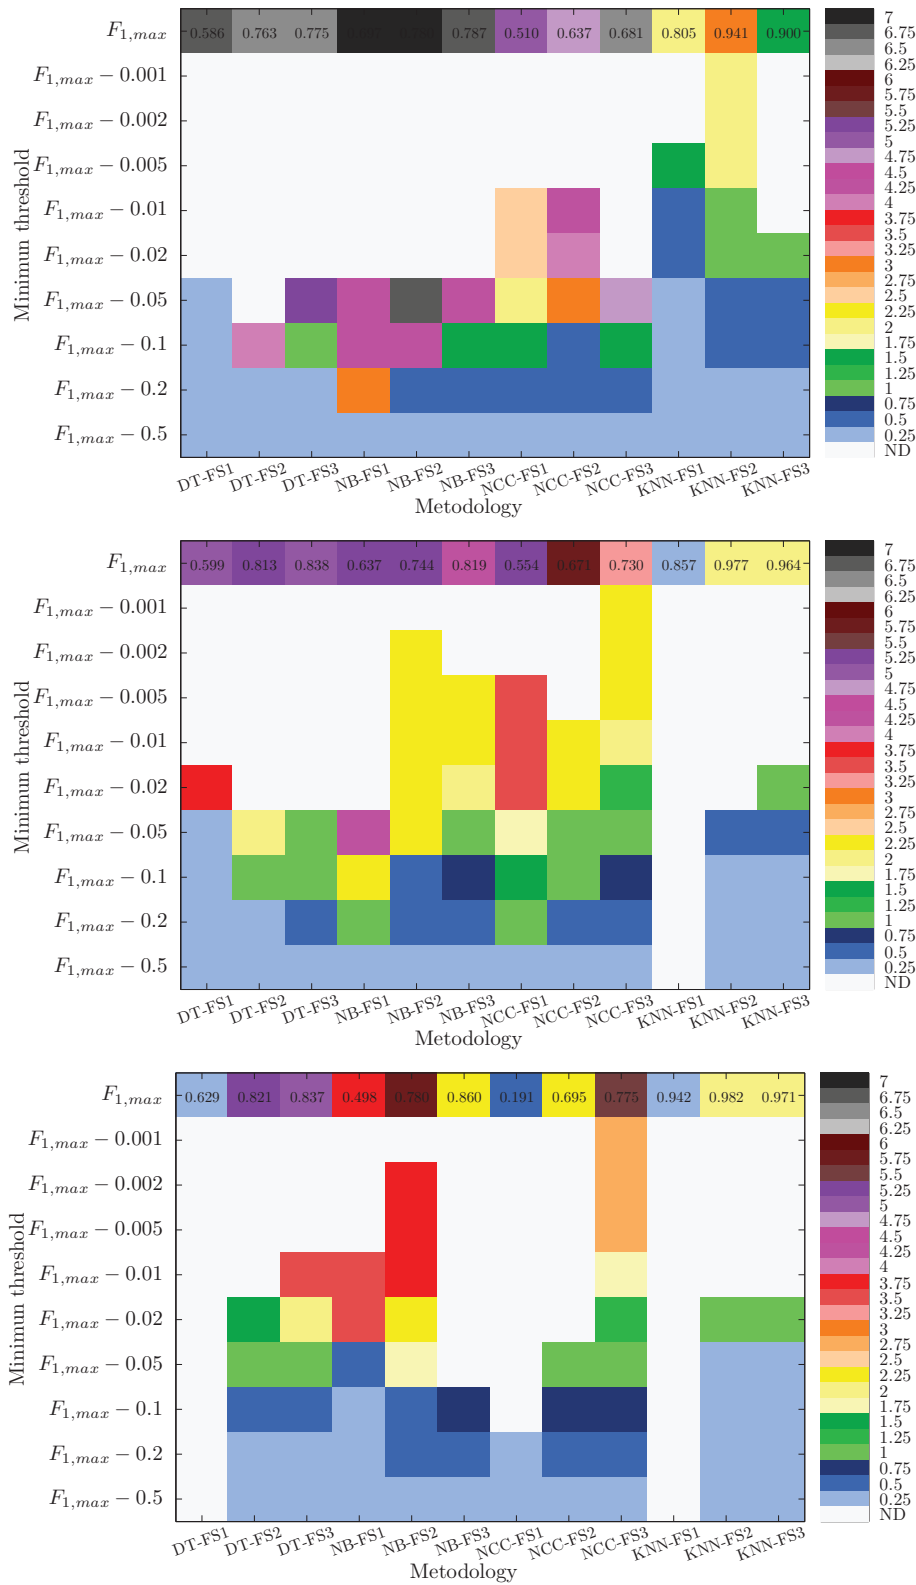 F1,max
F1,max − 0.001
F1,max − 0.002
F1,max − 0.005
F1,max − 0.01
F1,max − 0.02
F1,max − 0.05
F1,max − 0.1
F1,max − 0.2
F1,max − 0.5
Minimun threshold
0.586 0.763 0.775 0.787 0.510 0.637 0.681 0.805 0.941 0.900
DT-FS1 DT-FS2 DT-FS3 NB-FS1 NB-FS2 NB-FS3 NCC-FS1 NCC-FS2 NCC-FS3 KNN-FS1 KNN-FS2 KNN-FS3
Metodology
7
6.75
6.5
6.25
6
5.75
5.5
5.25
5
4.75
4.5
4.25
4
3.75
3.5
3.25
3
2.75
2.5
2.25
2
1.75
1.5
1.25
1
0.75
0.5
0.25
ND
F1,max
F1,max − 0.001
F1,max − 0.002
F1,max − 0.005
F1,max − 0.01
F1,max − 0.02
F1,max − 0.05
F1,max − 0.1
F1,max − 0.2
F1,max − 0.5
Minimun threshold
0.599 0.813 0.838 0.637 0.744 0.819 0.554 0.671 0.730 0.857 0.977 0.964
DT-FS1 DT-FS2 DT-FS3 NB-FS1 NB-FS2 NB-FS3 NCC-FS1 NCC-FS2 NCC-FS3 KNN-FS1 KNN-FS2 KNN-FS3
Metodology
7
6.75
6.5
6.25
6
5.75
5.5
5.25
5
4.75
4.5
4.25
4
3.75
3.5
3.25
3
2.75
2.5
2.25
2
1.75
1.5
1.25
1
0.75
0.5
0.25
ND
F1,max
F1,max − 0.001
F1,max − 0.002
F1,max − 0.005
F1,max − 0.01
F1,max − 0.02
F1,max − 0.05
F1,max − 0.1
F1,max − 0.2
F1,max − 0.5
Minimun threshold
0.629 0.821 0.837 0.498 0.780 0.860 0.191 0.695 0.775 0.942 0.982 0.971
DT-FS1 DT-FS2 DT-FS3 NB-FS1 NB-FS2 NB-FS3 NCC-FS1 NCC-FS2 NCC-FS3 KNN-FS1 KNN-FS2 KNN-FS3
Metodology
7
6.75
6.5
6.25
6
5.75
5.5
5.25
5
4.75
4.5
4.25
4
3.75
3.5
3.25
3
2.75
2.5
2.25
2
1.75
1.5
1.25
1
0.75
0.5
0.25
ND